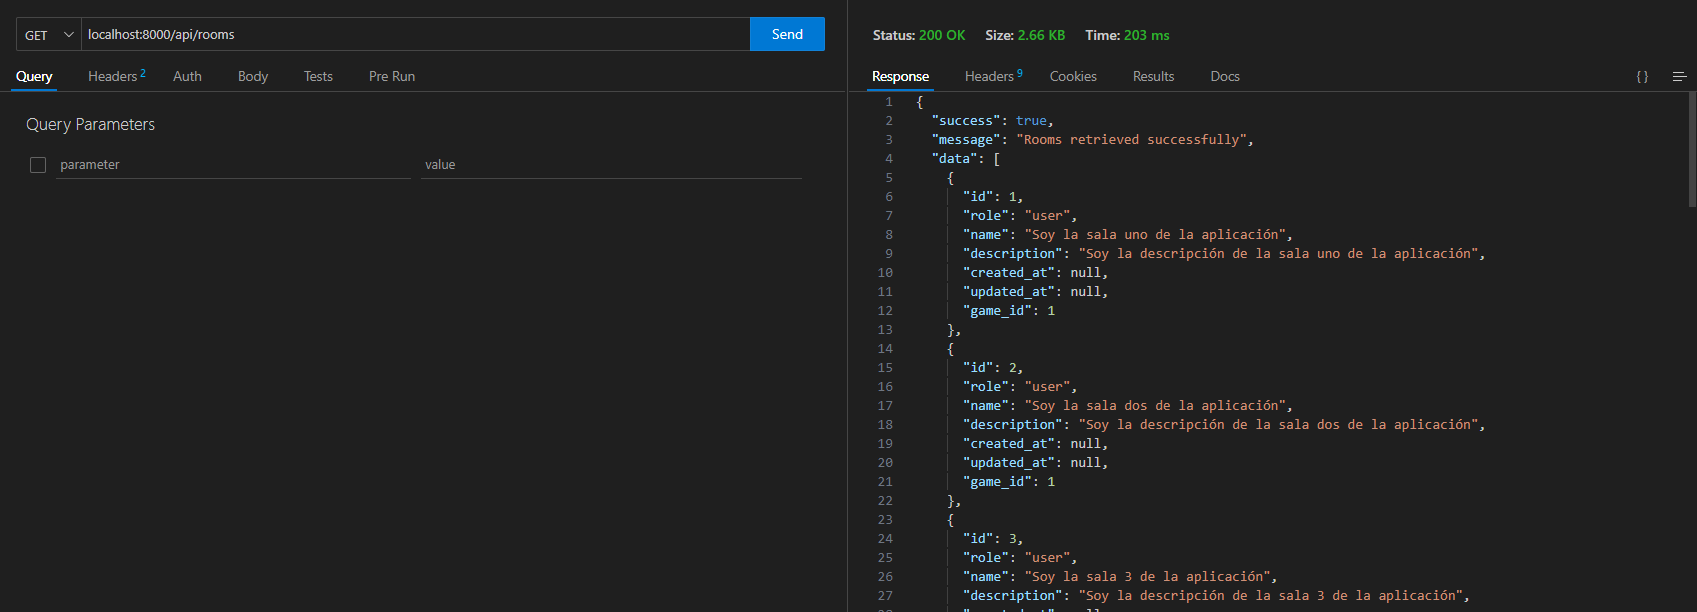 GET localhost:8000/api/rooms Send
Query Headers 2 Auth Body Tests Pre Run
Query Parameters
parameter value
Status: 200 OK Size: 2.66 KB Time: 203 ms
Response Headers 9 Cookies Results Docs { }
1 {
2 "success": true,
3 "message": "Rooms retrieved successfully",
4 "data": [
5 {
6 "id": 1,
7 "role": "user",
8 "name": "Soy la sala uno de la aplicación",
9 "description": "Soy la descripción de la sala uno de la aplicación",
10 "created_at": null,
11 "updated_at": null,
12 "game_id": 1
13 },
14 {
15 "id": 2,
16 "role": "user",
17 "name": "Soy la sala dos de la aplicación",
18 "description": "Soy la descripción de la sala dos de la aplicación",
19 "created_at": null,
20 "updated_at": null,
21 "game_id": 1
22 },
23 {
24 "id": 3,
25 "role": "user",
26 "name": "Soy la sala 3 de la aplicación",
27 "description": "Soy la descripción de la sala 3 de la aplicación",